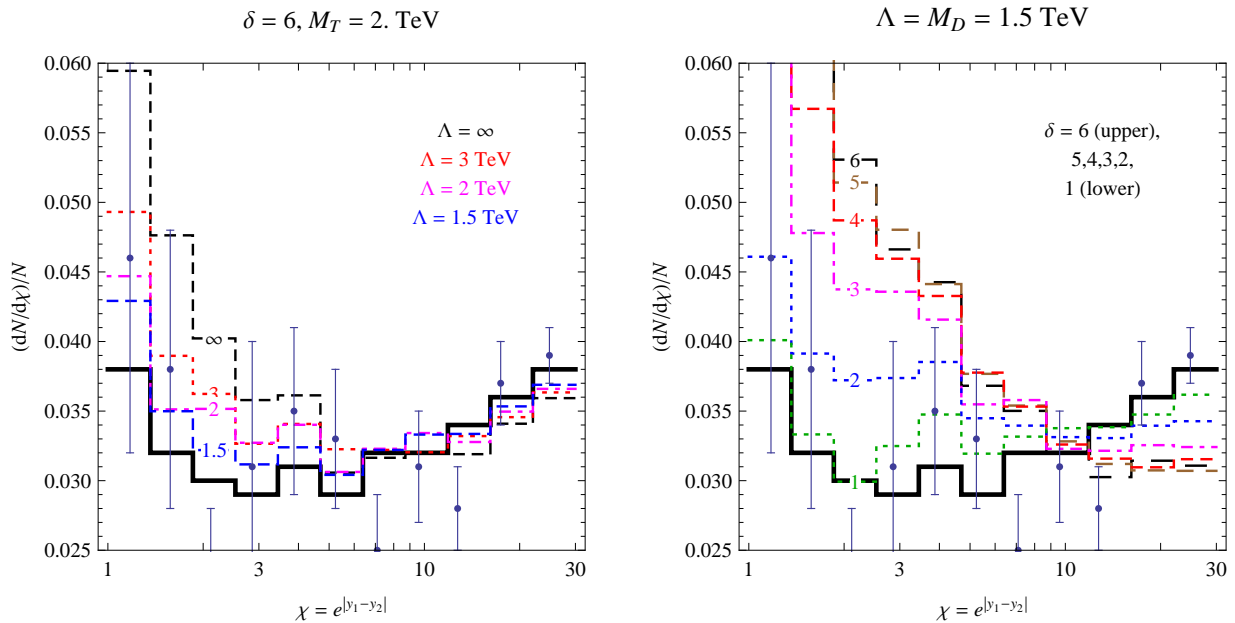 δ = 6, M_T = 2. TeV
0.060
0.055
0.050
0.045
0.040
0.035
0.030
0.025
(dN/dχ)/N
Λ = ∞
Λ = 3 TeV
Λ = 2 TeV
Λ = 1.5 TeV
∞
3
2
1.5
1
3
10
30
χ = e^{|y_1−y_2|}
Λ = M_D = 1.5 TeV
0.060
0.055
0.050
0.045
0.040
0.035
0.030
0.025
(dN/dχ)/N
δ = 6 (upper),
5,4,3,2,
1 (lower)
6
5
4
3
2
1
1
3
10
30
χ = e^{|y_1−y_2|}